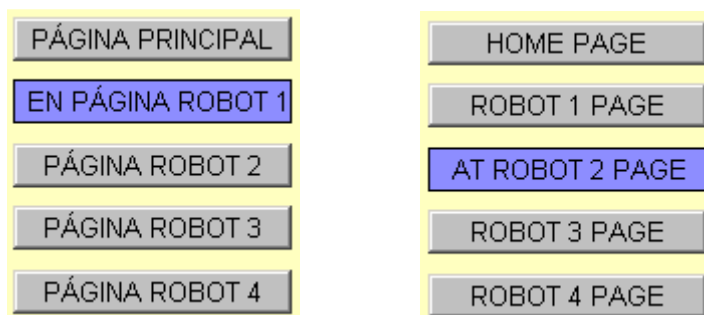 PÁGINA PRINCIPAL
EN PÁGINA ROBOT 1
PÁGINA ROBOT 2
PÁGINA ROBOT 3
PÁGINA ROBOT 4
HOME PAGE
ROBOT 1 PAGE
AT ROBOT 2 PAGE
ROBOT 3 PAGE
ROBOT 4 PAGE